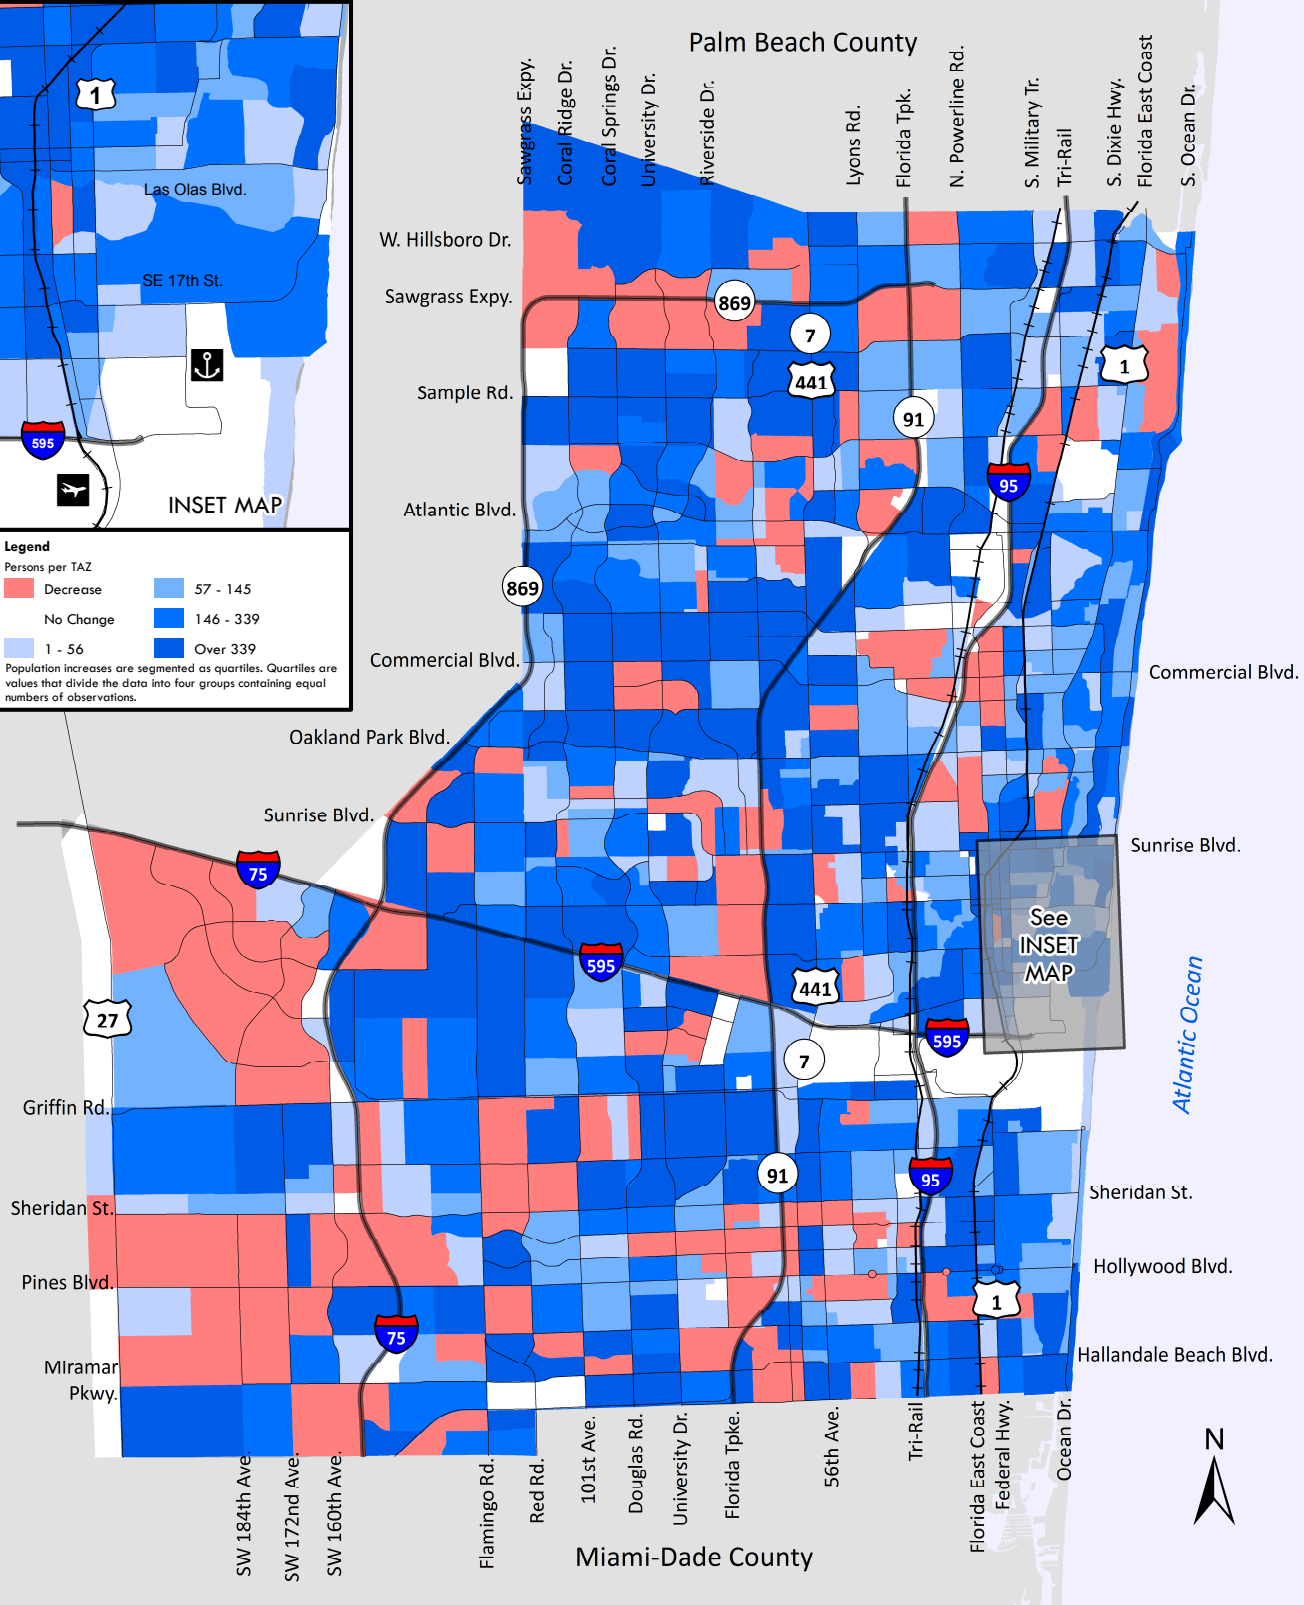 Palm Beach County
Sawgrass Expy.
Coral Ridge Dr.
Coral Springs Dr.
University Dr.
Riverside Dr.
Lyons Rd.
Florida Tpk.
N. Powerline Rd.
S. Military Tr.
Tri-Rail
S. Dixie Hwy.
Florida East Coast
S. Ocean Dr.
1
Las Olas Blvd.
SE 17th St.
595
INSET MAP
Legend
Persons per TAZ
Decrease
No Change
1 - 56
57 - 145
146 - 339
Over 339
Population increases are segmented as quartiles. Quartiles are
values that divide the data into four groups containing equal
numbers of observations.
W. Hillsboro Dr.
Sawgrass Expy.
869
7
441
1
Sample Rd.
91
95
Atlantic Blvd.
869
Commercial Blvd.
Commercial Blvd.
Oakland Park Blvd.
Sunrise Blvd.
Sunrise Blvd.
75
See
INSET
MAP
595
441
27
595
7
Atlantic Ocean
Griffin Rd.
91
95
Sheridan St.
Sheridan St.
Hollywood Blvd.
Pines Blvd.
1
75
Hallandale Beach Blvd.
MIramar
Pkwy.
SW 184th Ave.
SW 172nd Ave.
SW 160th Ave.
Flamingo Rd.
Red Rd.
101st Ave.
Douglas Rd.
University Dr.
Florida Tpke.
56th Ave.
Tri-Rail
Florida East Coast
Federal Hwy.
Ocean Dr.
N
Miami-Dade County